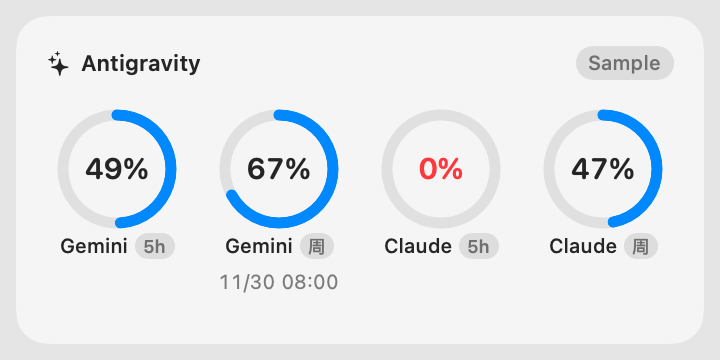 Antigravity Sample
49% 67% 0% 47%
Gemini 5h Gemini 周 Claude 5h Claude 周
11/30 08:00